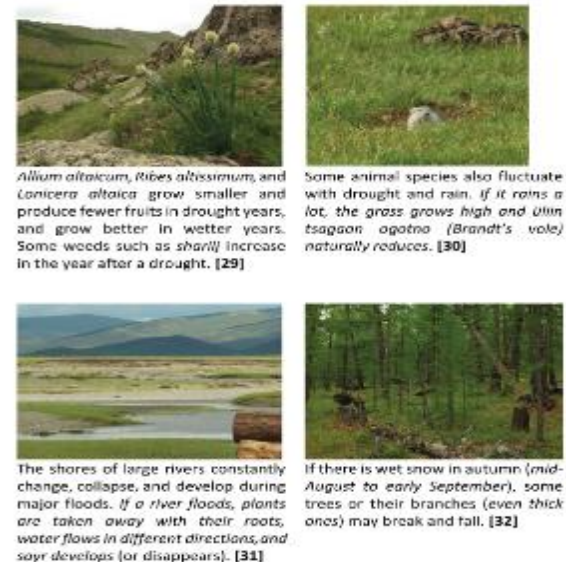 Allium altaicum, Ribes altissimum, and
Lonicera altaica grow smaller and
produce fewer fruits in drought years,
and grow better in wetter years.
Some weeds such as sharilj increase
in the year after a drought. [29]
Some animal species also fluctuate
with drought and rain. If it rains a
lot, the grass grows high and Uliin
tsagaan ogotno (Brandt's vole)
naturally reduces. [30]
The shores of large rivers constantly
change, collapse, and develop during
major floods. If a river floods, plants
are taken away with their roots,
water flows in different directions, and
sayr develops (or disappears). [31]
If there is wet snow in autumn (mid-
August to early September), some
trees or their branches (even thick
ones) may break and fall. [32]